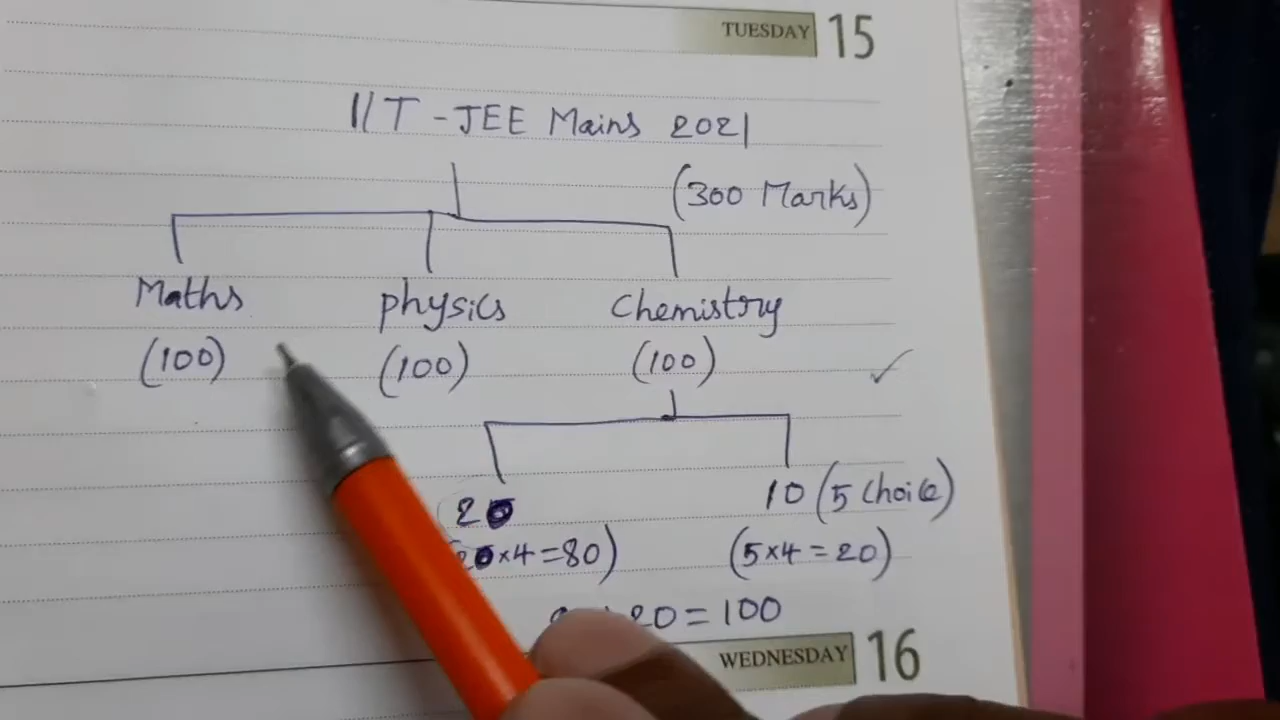 TUESDAY 15
IIT - JEE Mains 2021
(300 Marks)
Maths physics Chemistry
(100) (100) (100)
20 10 (5 Choice)
20×4=80) (5×4=20)
20=100
WEDNESDAY 16